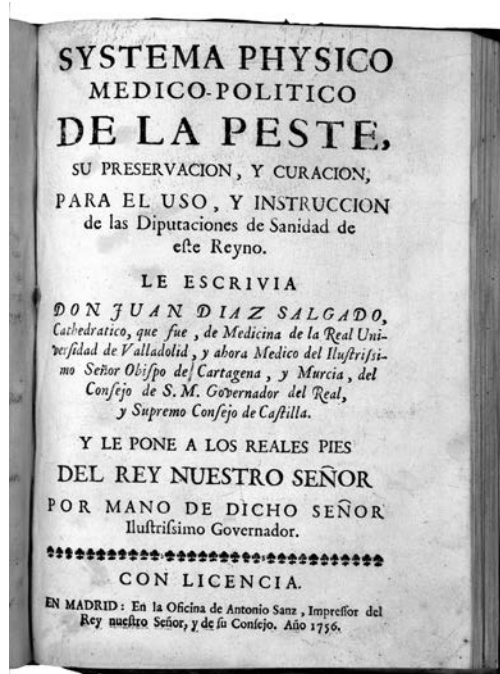 SYSTEMA PHYSICO
MEDICO-POLITICO
DE LA PESTE,
SU PRESERVACION, Y CURACION,
PARA EL USO, Y INSTRUCCION
de las Diputaciones de Sanidad de
eſte Reyno.
LE ESCRIVIA
DON JUAN DIAZ SALGADO,
Cathedratico, que fue, de Medicina de la Real Uni-
verſidad de Valladolid, y ahora Medico del Iluſtriſsi-
mo Señor Obiſpo de Cartagena, y Murcia, del
Conſejo de S. M. Governador del Real,
y Supremo Conſejo de Caſtilla.
Y LE PONE A LOS REALES PIES
DEL REY NUESTRO SEÑOR
POR MANO DE DICHO SEÑOR
Iluſtriſsimo Governador.
CON LICENCIA.
EN MADRID: En la Oficina de Antonio Sanz, Impreſſor del
Rey nueſtro Señor, y de ſu Conſejo. Año 1756.